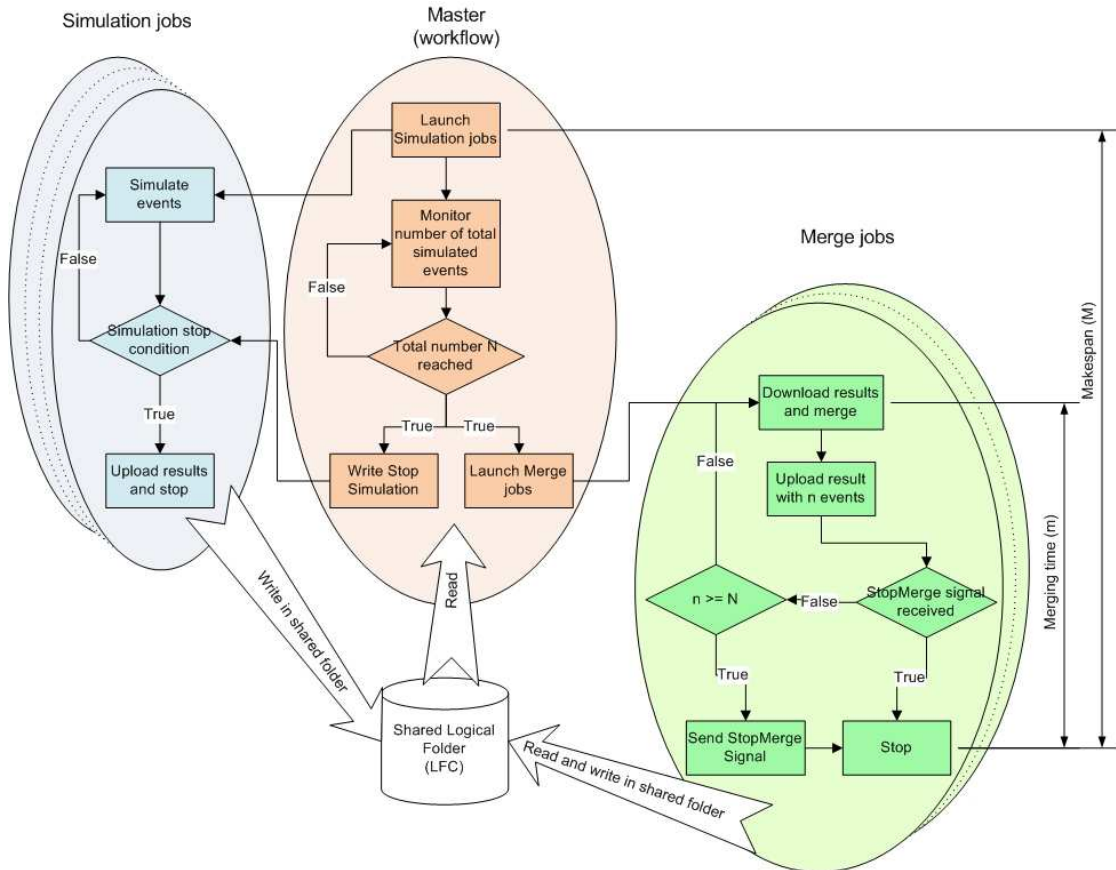 Simulation jobs
Master
(workflow)
Launch
Simulation jobs
Simulate
events
Monitor
number of total
simulated
events
False
False
Simulation stop
condition
Total number N
reached
True
True
True
Upload results
and stop
Write Stop
Simulation
Launch Merge
jobs
Merge jobs
Download results
and merge
False
Upload result
with n events
StopMerge signal
received
False
n >= N
True
True
Send StopMerge
Signal
Stop
Makespan (M)
Merging time (m)
Write in shared folder
Read
Shared Logical
Folder
(LFC)
Read and write in shared folder